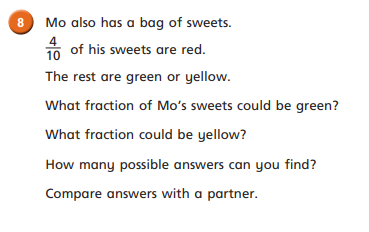 8 Mo also has a bag of sweets.
4/10 of his sweets are red.
The rest are green or yellow.
What fraction of Mo's sweets could be green?
What fraction could be yellow?
How many possible answers can you find?
Compare answers with a partner.